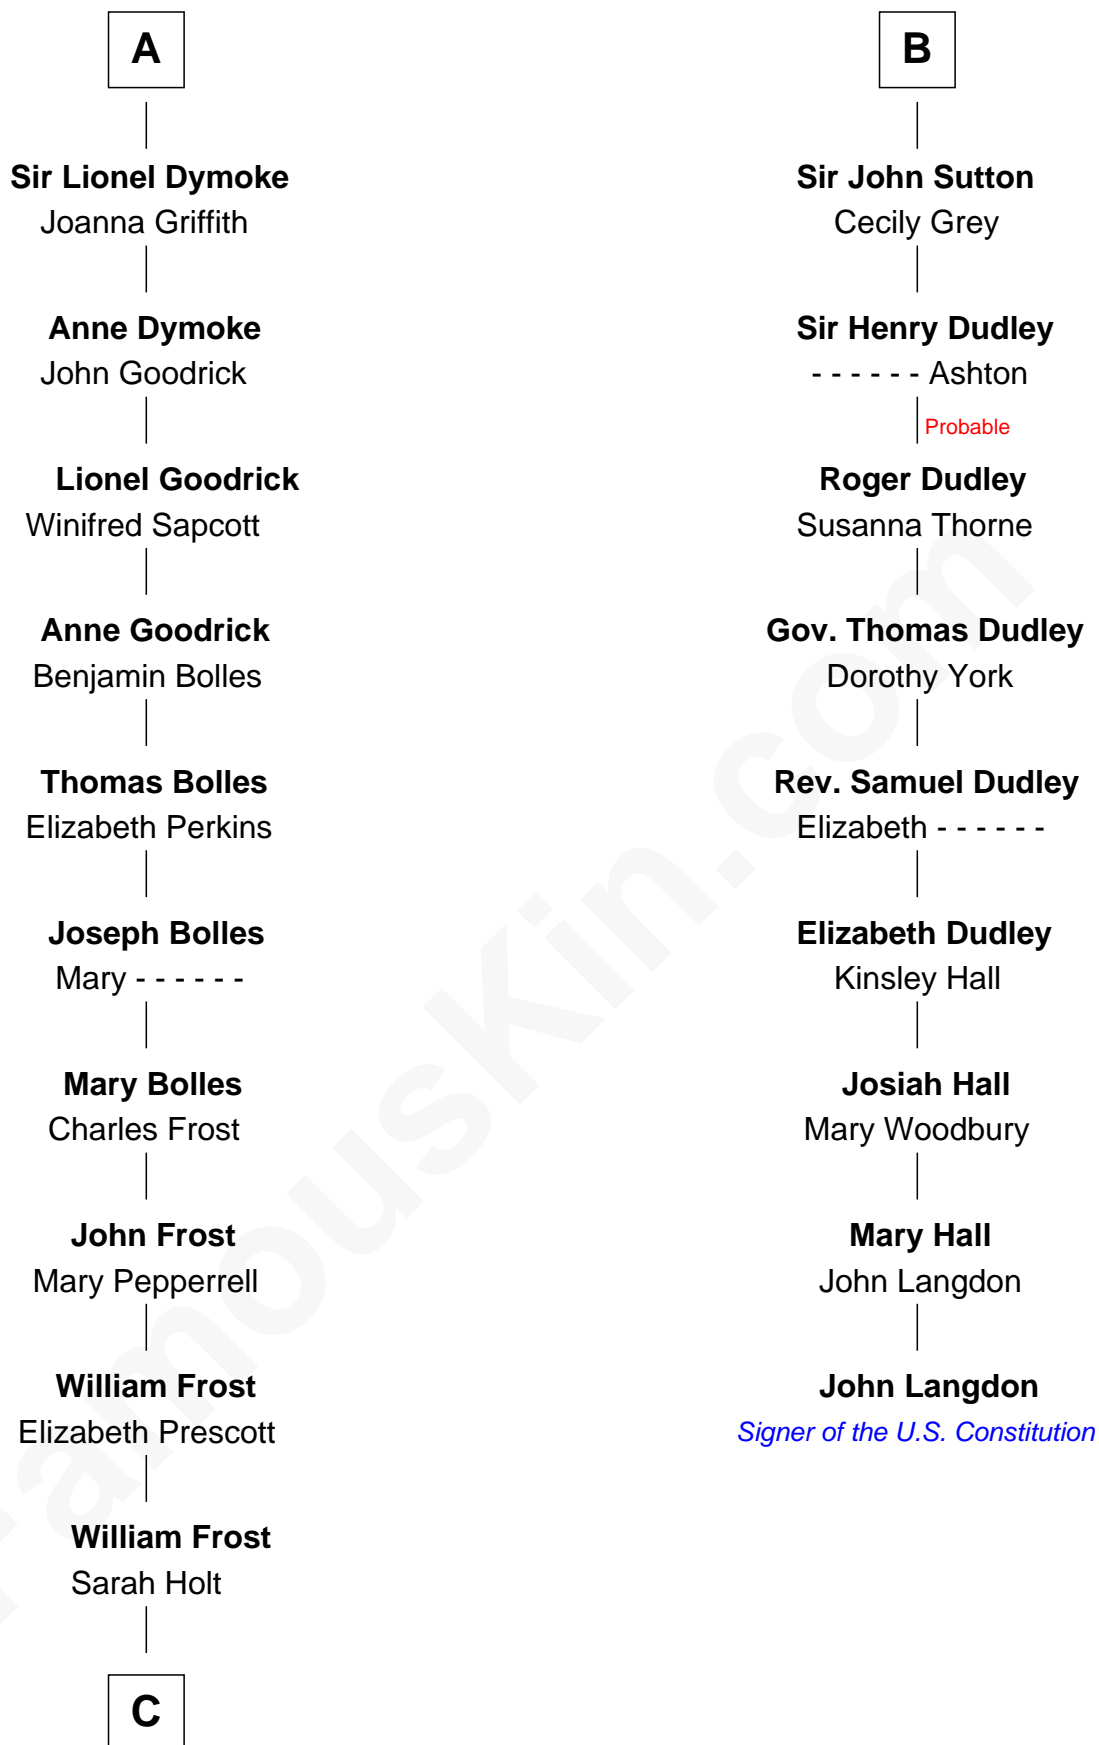 A
Sir Lionel Dymoke
Joanna Griffith
Anne Dymoke
John Goodrick
Lionel Goodrick
Winifred Sapcott
Anne Goodrick
Benjamin Bolles
Thomas Bolles
Elizabeth Perkins
Joseph Bolles
Mary - - - - - -
Mary Bolles
Charles Frost
John Frost
Mary Pepperrell
William Frost
Elizabeth Prescott
William Frost
Sarah Holt
C
B
Sir John Sutton
Cecily Grey
Sir Henry Dudley
- - - - - - Ashton
Probable
Roger Dudley
Susanna Thorne
Gov. Thomas Dudley
Dorothy York
Rev. Samuel Dudley
Elizabeth - - - - - -
Elizabeth Dudley
Kinsley Hall
Josiah Hall
Mary Woodbury
Mary Hall
John Langdon
John Langdon
Signer of the U.S. Constitution
FamousKin.com